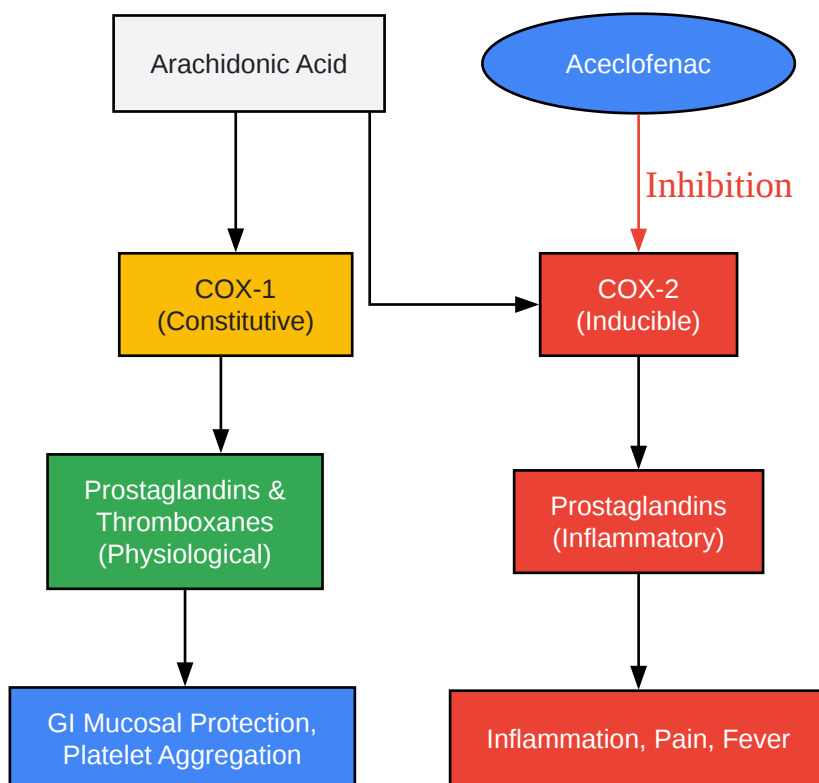 Arachidonic Acid
Aceclofenac
Inhibition
COX-1
(Constitutive)
COX-2
(Inducible)
Prostaglandins &
Thromboxanes
(Physiological)
Prostaglandins
(Inflammatory)
GI Mucosal Protection,
Platelet Aggregation
Inflammation, Pain, Fever